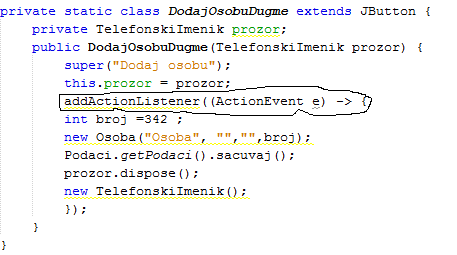 private static class DodajOsobuDugme extends JButton {
private TelefonskiImenik prozor;
public DodajOsobuDugme(TelefonskiImenik prozor) {
super("Dodaj osobu");
this.prozor = prozor;
addActionListener((ActionEvent e) -> {
int broj =342 ;
new Osoba("Osoba", "","",broj);
Podaci.getPodaci().sacuvaj();
prozor.dispose();
new TelefonskiImenik();
});
}
}